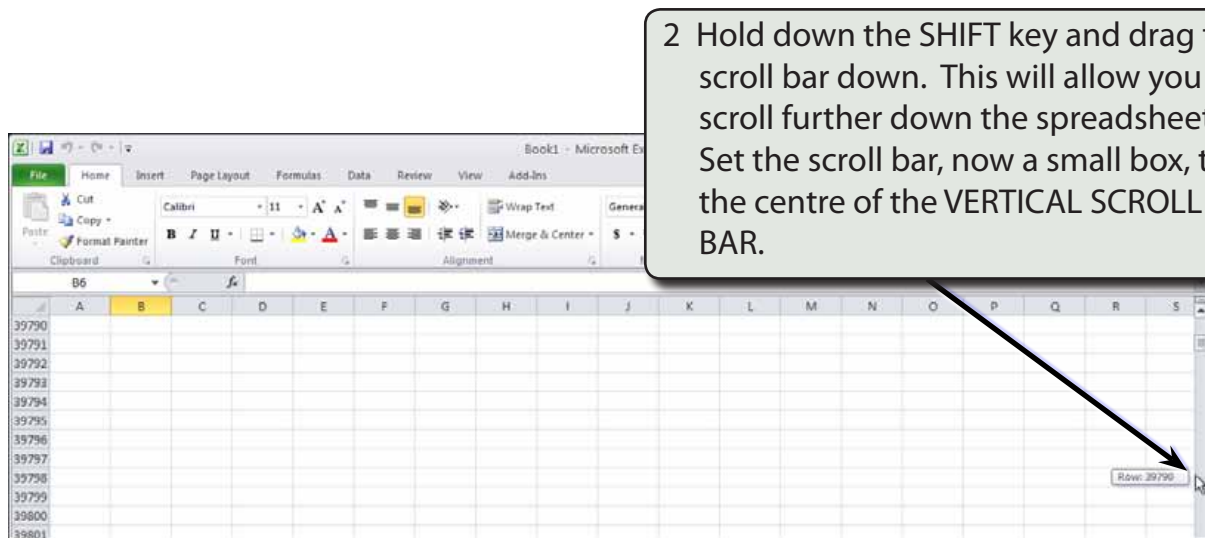 2 Hold down the SHIFT key and drag
scroll bar down. This will allow you
scroll further down the spreadsheet
Set the scroll bar, now a small box,
the centre of the VERTICAL SCROLL
BAR.
Book1 - Microsoft Ex
File Home Insert Page Layout Formulas Data Review View Add-Ins
Cut
Calibri 11 A A Wrap Text Genera
Copy
Paste
Format Painter B I U A Merge & Center $
Clipboard Font Alignment
B6 fx
A B C D E F G H I J K L M N O P Q R S
39790
39791
39792
39793
39794
39795
39796
39797
39798 Row: 39790
39799
39800
39801